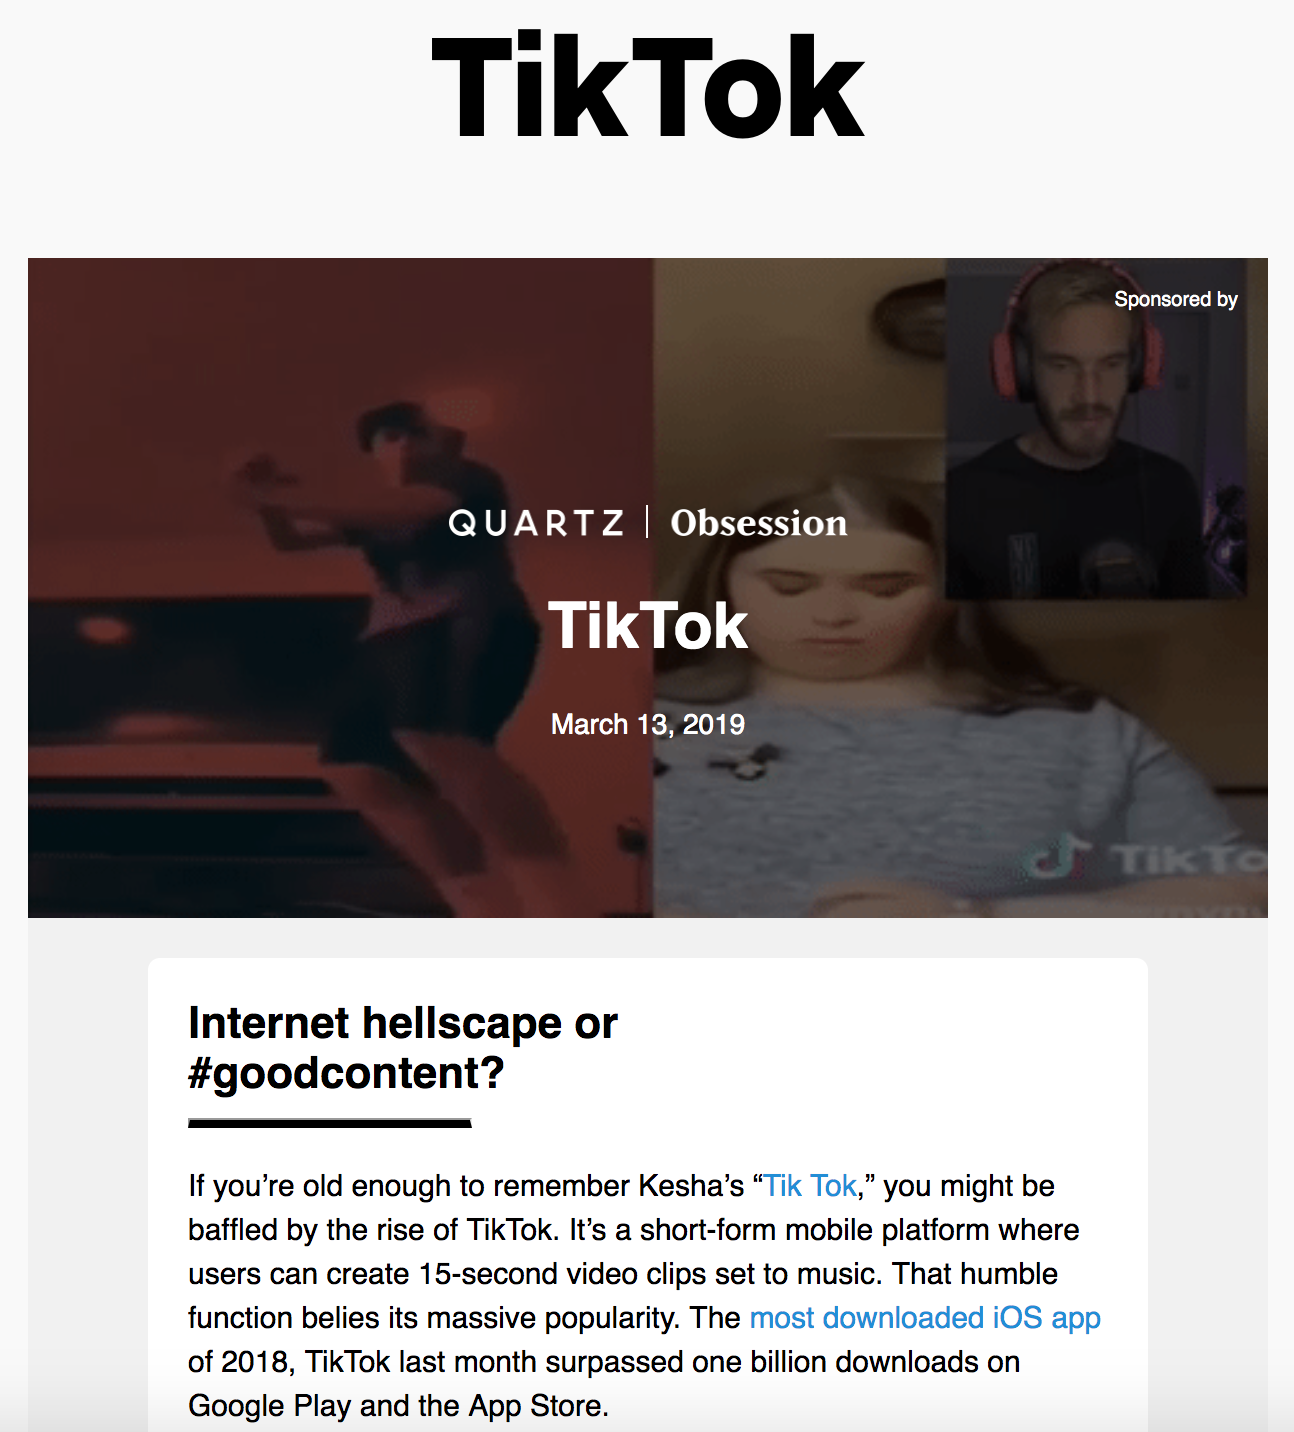 TikTok
Sponsored by
QUARTZ | Obsession
TikTok
March 13, 2019
TikTo
Internet hellscape or
#goodcontent?
If you’re old enough to remember Kesha’s “Tik Tok,” you might be
baffled by the rise of TikTok. It’s a short-form mobile platform where
users can create 15-second video clips set to music. That humble
function belies its massive popularity. The most downloaded iOS app
of 2018, TikTok last month surpassed one billion downloads on
Google Play and the App Store.